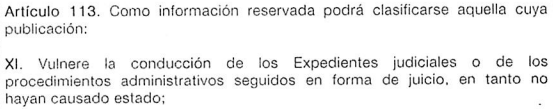 Artículo 113. Como información reservada podrá clasificarse aquella cuya
publicación:
XI. Vulnere la conducción de los Expedientes judiciales o de los
procedimientos administrativos seguidos en forma de juicio, en tanto no
hayan causado estado;